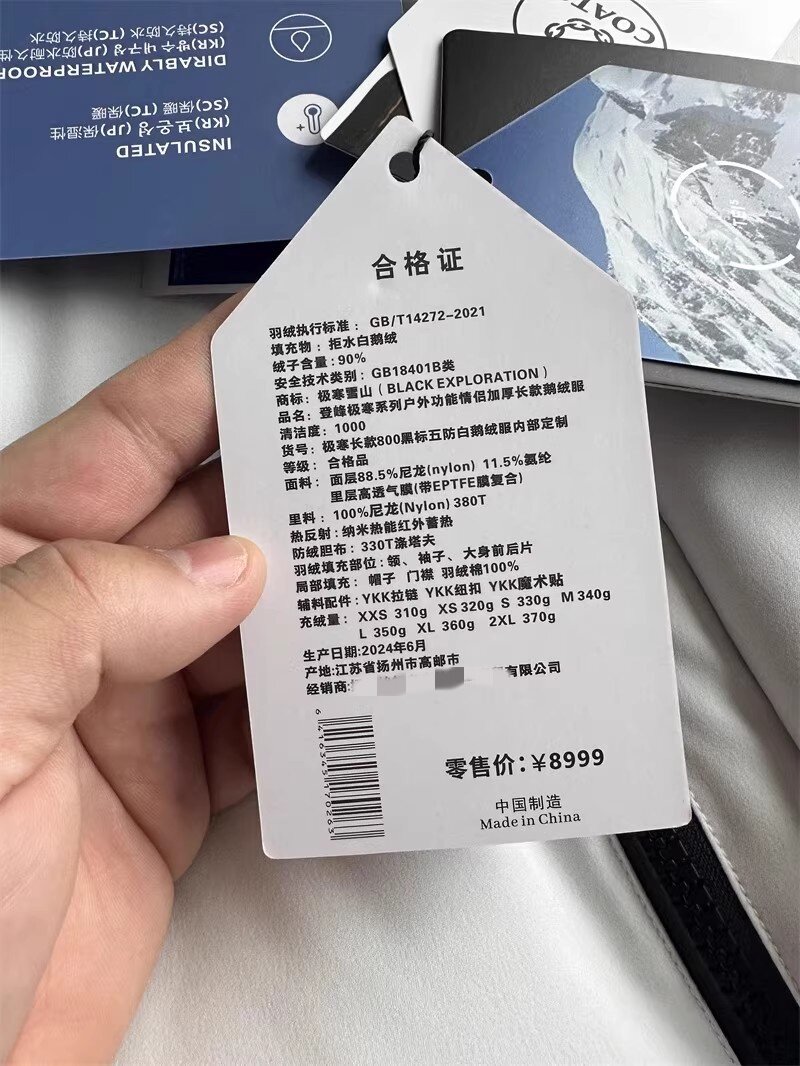 (SC)持久防水
(KR)방수 내구성 (JP)防水耐久性
DIRABLY WATERPROOF
(SC)保暖 (TC)保暖
(KR)보온성 (JP)保湿性
INSULATED
COAT
合格证
羽绒执行标准：GB/T14272-2021
填充物：拒水白鹅绒
绒子含量:90%
安全技术类别：GB18401B类
商标：极寒雪山（BLACK EXPLORATION）
品名：登峰极寒系列户外功能情侣加厚长款鹅绒服
清洁度：1000
货号：极寒长款800黑标五防白鹅绒服内部定制
等级：合格品
面料：面层88.5%尼龙(nylon) 11.5%氨纶
里层高透气膜(带EPTFE膜复合)
里料：100%尼龙(Nylon)380T
热反射:纳米热能红外蓄热
防绒胆布：330T涤塔夫
羽绒填充部位:领、袖子、大身前后片
局部填充：帽子 门襟 羽绒棉100%
辅料配件:YKK拉链 YKK纽扣 YKK魔术贴
充绒量：XXS 310g XS 320g S 330g M 340g
L 350g XL 360g 2XL 370g
生产日期:2024年6月
产地:江苏省扬州市高邮市
经销商:
有限公司
6416345170263
零售价:¥8999
中国制造
Made in China